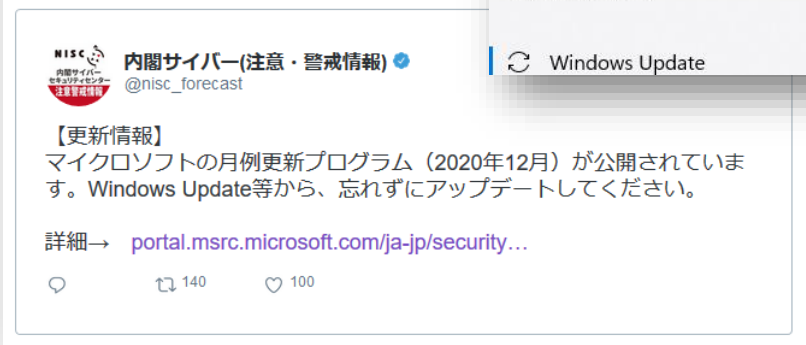 Windows Update
NISC
内閣サイバー
セキュリティセンター
注意警戒情報
内閣サイバー(注意・警戒情報)
@nisc_forecast
【更新情報】
マイクロソフトの月例更新プログラム（2020年12月）が公開されていま
す。Windows Update等から、忘れずにアップデートしてください。
詳細→ portal.msrc.microsoft.com/ja-jp/security…
140
100